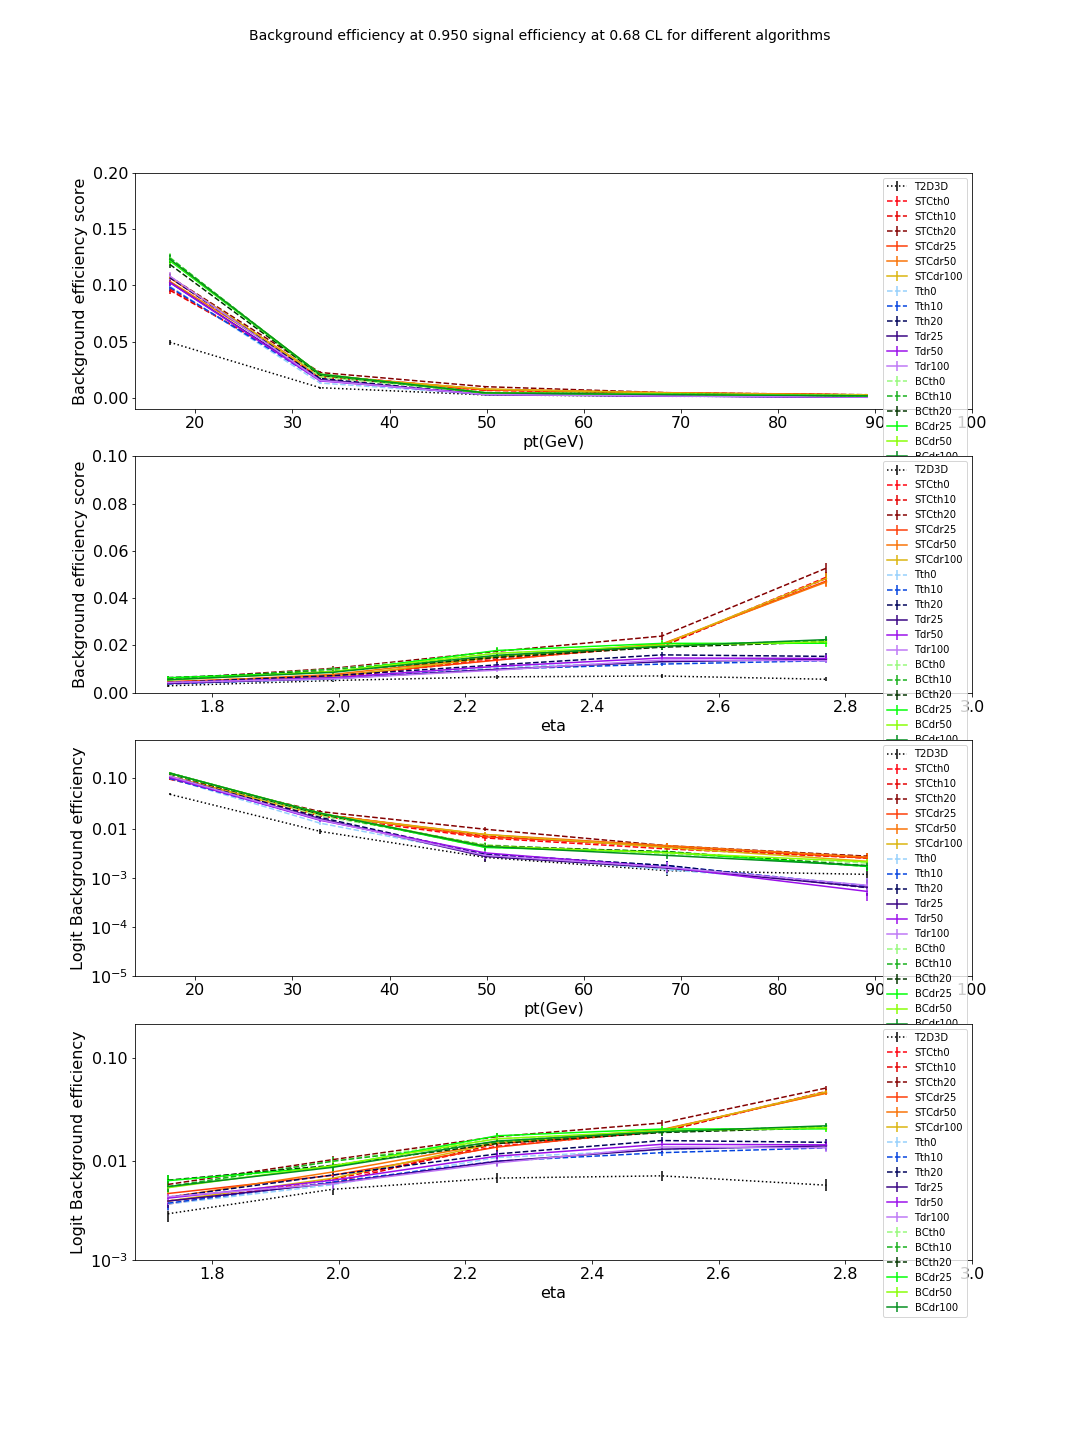 Background efficiency at 0.950 signal efficiency at 0.68 CL for different algorithms
Background efficiency score
0.20
0.15
0.10
0.05
0.00
20 30 40 50 60 70 80 90 100
pt(GeV)
T2D3D
STCth0
STCth10
STCth20
STCdr25
STCdr50
STCdr100
Tth0
Tth10
Tth20
Tdr25
Tdr50
Tdr100
BCth0
BCth10
BCth20
BCdr25
BCdr50
BCdr100
Background efficiency score
0.10
0.08
0.06
0.04
0.02
0.00
1.8 2.0 2.2 2.4 2.6 2.8 3.0
eta
T2D3D
STCth0
STCth10
STCth20
STCdr25
STCdr50
STCdr100
Tth0
Tth10
Tth20
Tdr25
Tdr50
Tdr100
BCth0
BCth10
BCth20
BCdr25
BCdr50
BCdr100
Logit Background efficiency
0.10
0.01
10⁻³
10⁻⁴
10⁻⁵
20 30 40 50 60 70 80 90 100
pt(Gev)
T2D3D
STCth0
STCth10
STCth20
STCdr25
STCdr50
STCdr100
Tth0
Tth10
Tth20
Tdr25
Tdr50
Tdr100
BCth0
BCth10
BCth20
BCdr25
BCdr50
BCdr100
Logit Background efficiency
0.10
0.01
10⁻³
1.8 2.0 2.2 2.4 2.6 2.8 3.0
eta
T2D3D
STCth0
STCth10
STCth20
STCdr25
STCdr50
STCdr100
Tth0
Tth10
Tth20
Tdr25
Tdr50
Tdr100
BCth0
BCth10
BCth20
BCdr25
BCdr50
BCdr100